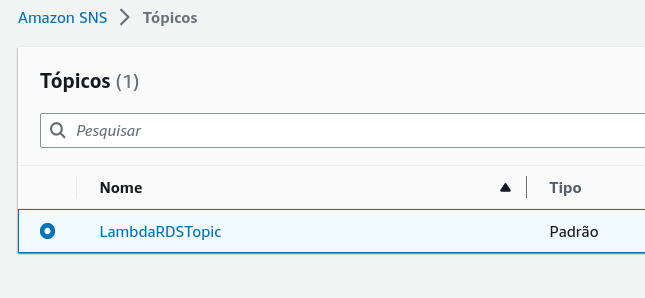 Amazon SNS > Tópicos
Tópicos (1)
Pesquisar
Nome Tipo
LambdaRDSTopic Padrão